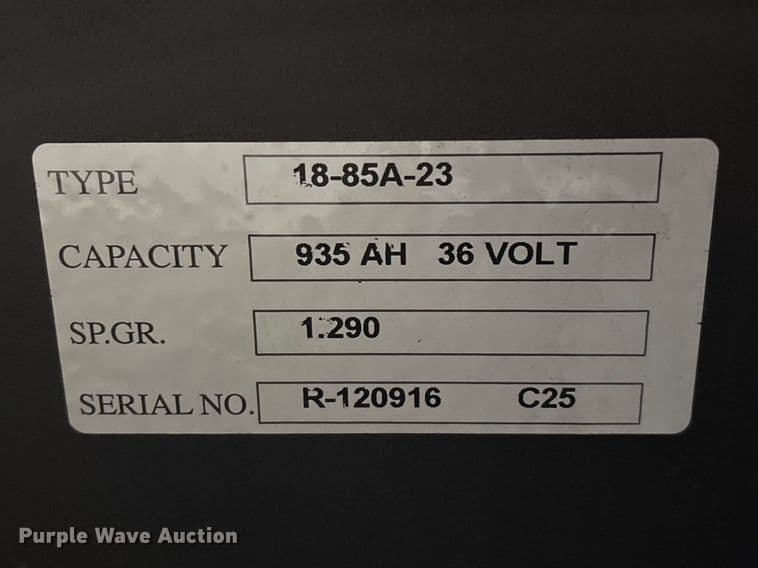 TYPE 18-85A-23
CAPACITY 935 AH 36 VOLT
SP.GR. 1.290
SERIAL NO. R-120916 C25
Purple Wave Auction